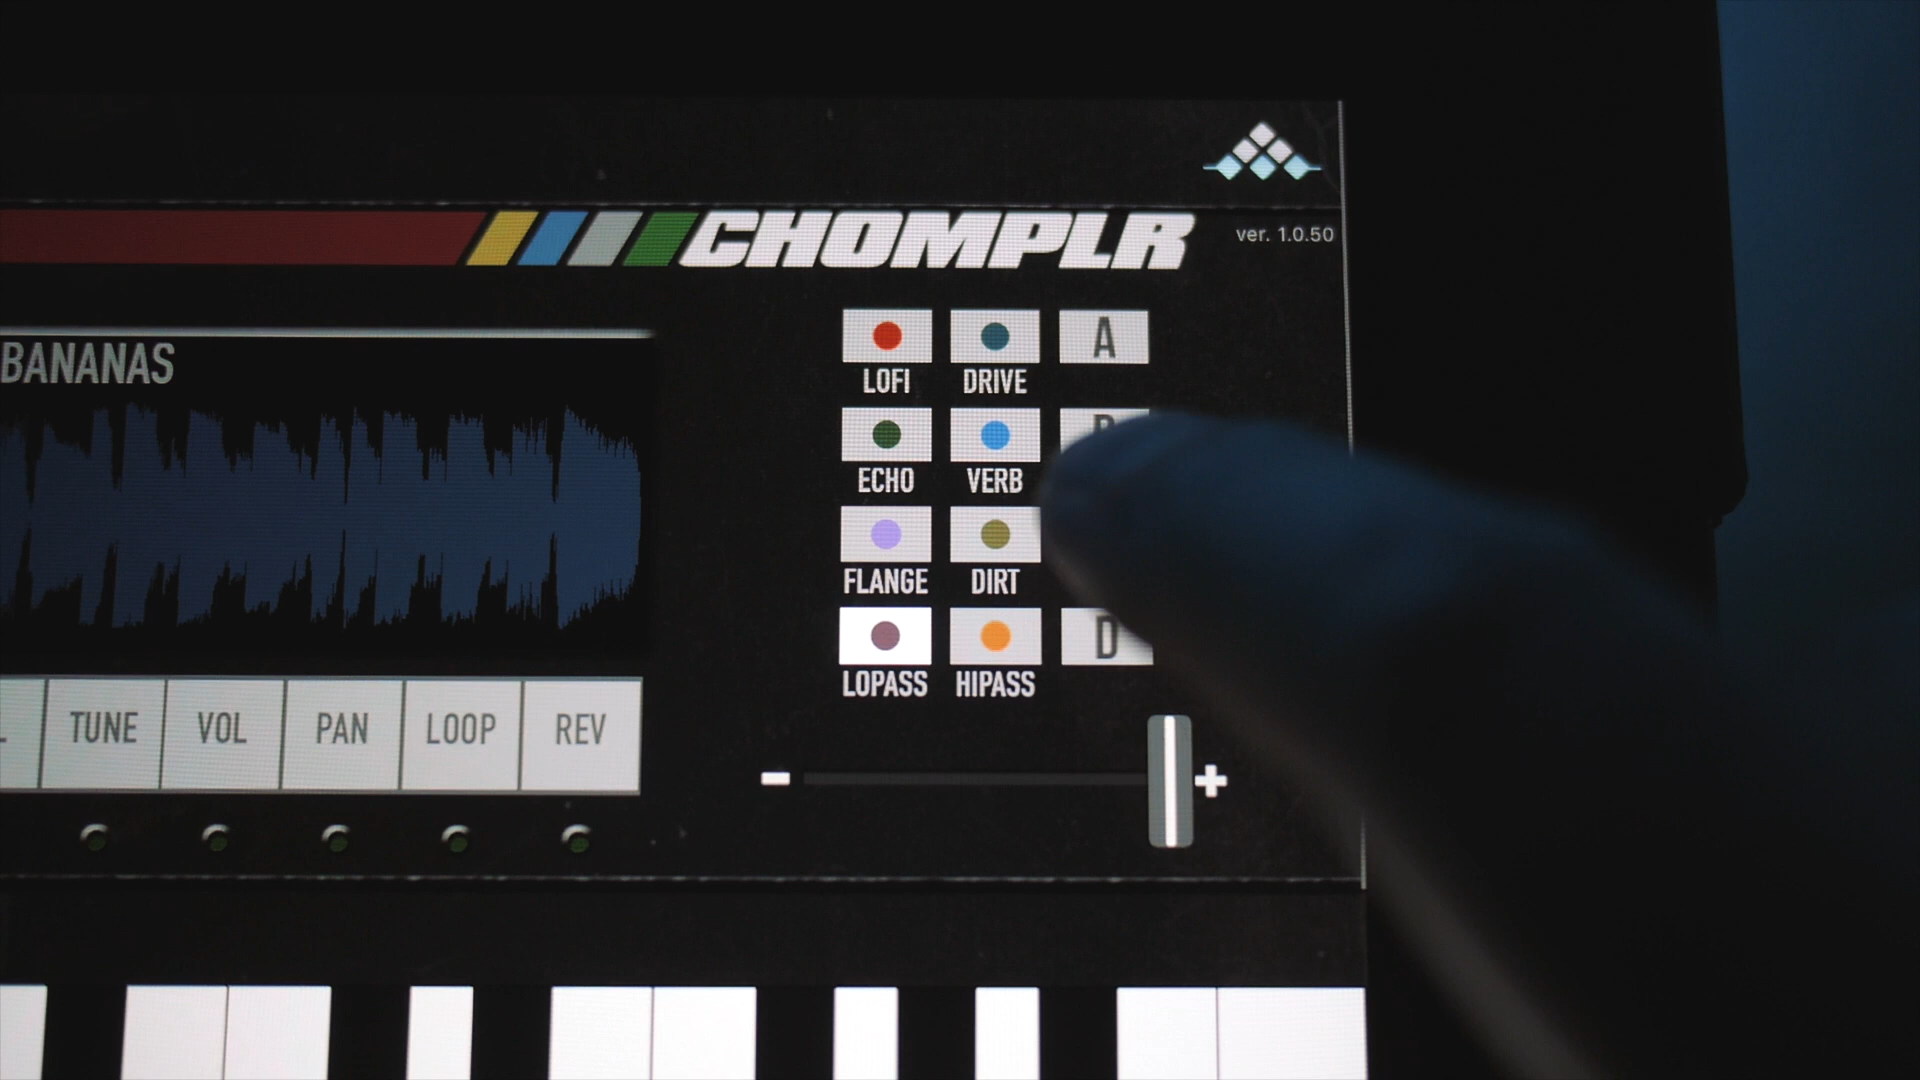 CHOMPLR
ver. 1.0.50
BANANAS
A
LOFI DRIVE
ECHO VERB
FLANGE DIRT
D
LOPASS HIPASS
TUNE VOL PAN LOOP REV
- +